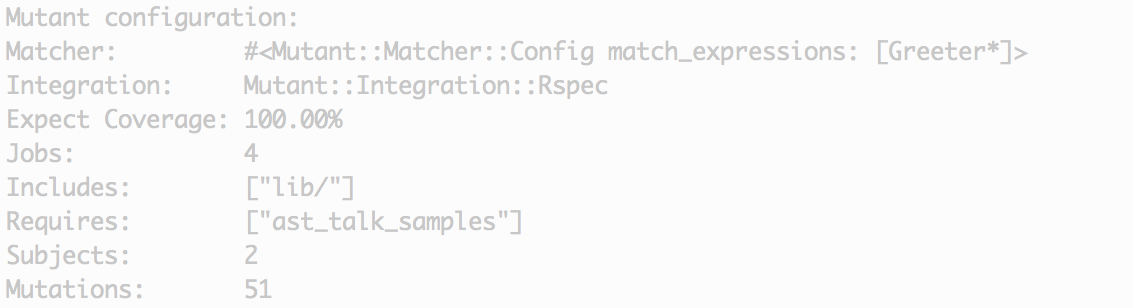 Mutant configuration:
Matcher: #<Mutant::Matcher::Config match_expressions: [Greeter*]>
Integration: Mutant::Integration::Rspec
Expect Coverage: 100.00%
Jobs: 4
Includes: ["lib/"]
Requires: ["ast_talk_samples"]
Subjects: 2
Mutations: 51